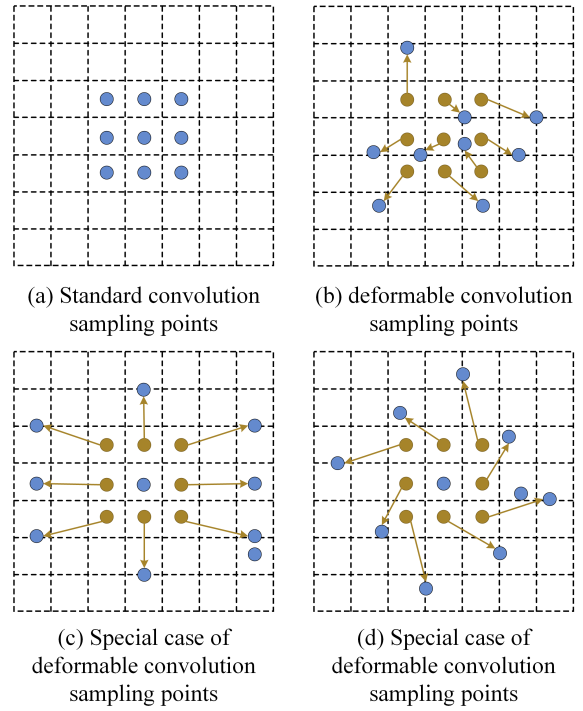 (a) Standard convolution
sampling points
(b) deformable convolution
sampling points
(c) Special case of
deformable convolution
sampling points
(d) Special case of
deformable convolution
sampling points